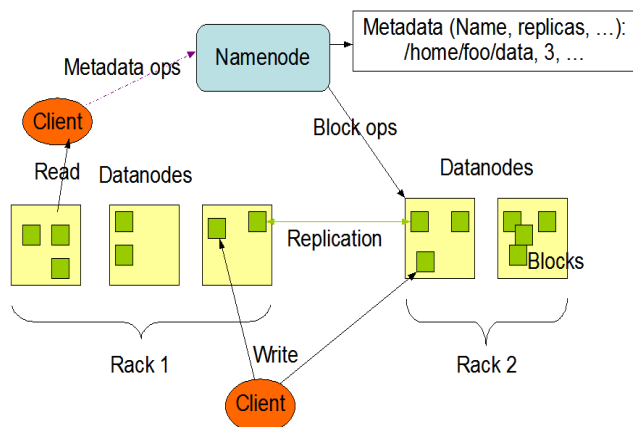 Metadata (Name, replicas, …):
/home/foo/data, 3, …
Namenode
Metadata ops
Client
Block ops
Read
Datanodes
Datanodes
Replication
Blocks
Rack 1
Write
Rack 2
Client